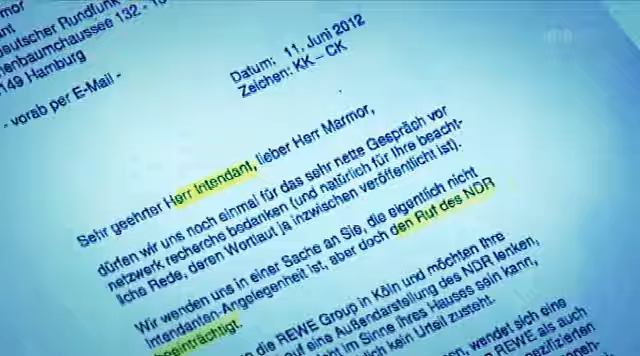 Norddeutscher Rundfunk
132 -
Hamburg
- vorab per E-Mail -
Datum: 11. Juni 2012
Zeichen: KK – CK
Sehr geehrter Herr Intendant, lieber Herr Marmor,
dürfen wir uns noch einmal für das sehr nette Gespräch vor
netzwerk recherche bedanken (und natürlich für Ihre beacht-
liche Rede, deren Wortlaut ja inzwischen veröffentlicht ist).
Wir wenden uns in einer Sache an Sie, die eigentlich nicht
Intendanten-Angelegenheit ist, aber doch den Ruf des NDR
beeinträchtigt.
die REWE Group in Köln und möchten Ihre
auf eine Außendarstellung des NDR lenken,
im Sinne Ihres Hauses sein kann,
kein Urteil zusteht.
wendet sich eine
REWE als auch